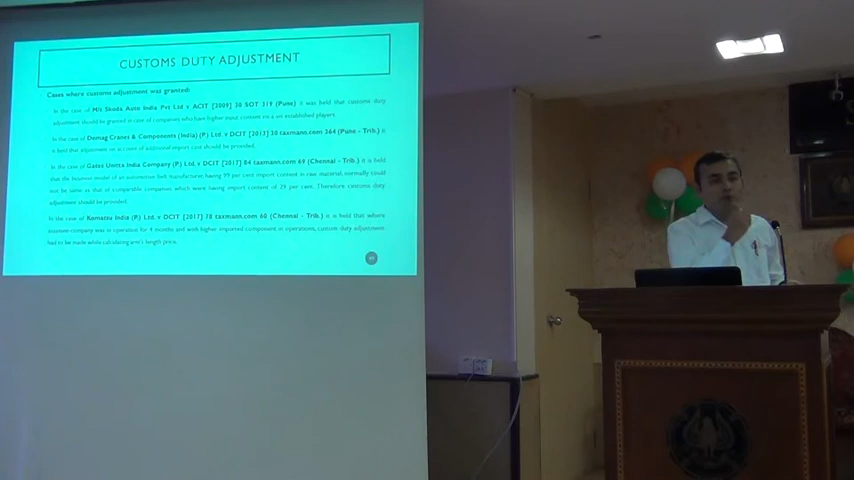 CUSTOMS DUTY ADJUSTMENT
Cases where customs adjustment was granted:
In the case of M/s Skoda Auto India Pvt Ltd v ACIT [2009] 30 SOT 319 (Pune) it was held that customs duty
adjustment should be granted in case of companies who have higher import content vis a vis established players
In the case of Demag Cranes & Components (India) (P.) Ltd. v DCIT [2013] 30 taxmann.com 364 (Pune - Trib.) it
is held that adjustment on account of additional import cost should be provided.
In the case of Gates Unitta India Company (P.) Ltd. v DCIT [2017] 84 taxmann.com 69 (Chennai - Trib.) it is held
that the business model of an automotive belt manufacturer, having 99 per cent import content in raw material, normally could
not be same as that of comparable companies which were having import content of 29 per cent. Therefore customs duty
adjustment should be provided.
In the case of Komatsu India (P.) Ltd. v DCIT [2017] 78 taxmann.com 60 (Chennai - Trib.) it is held that where
assessee-company was in operation for 4 months and with higher imported component in operations, custom duty adjustment
had to be made while calculating arm's length price.